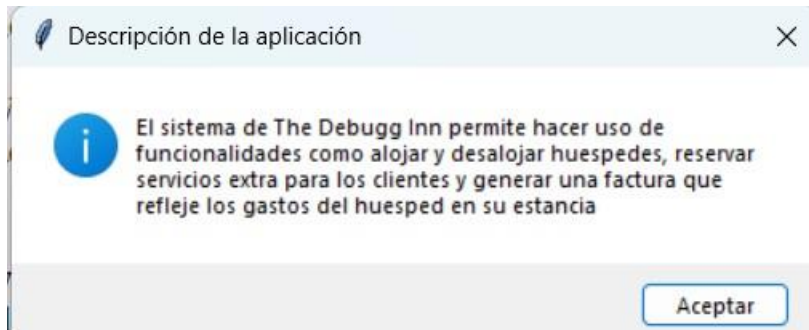 Descripción de la aplicación
El sistema de The Debugg Inn permite hacer uso de
funcionalidades como alojar y desalojar huespedes, reservar
servicios extra para los clientes y generar una factura que
refleje los gastos del huesped en su estancia
Aceptar